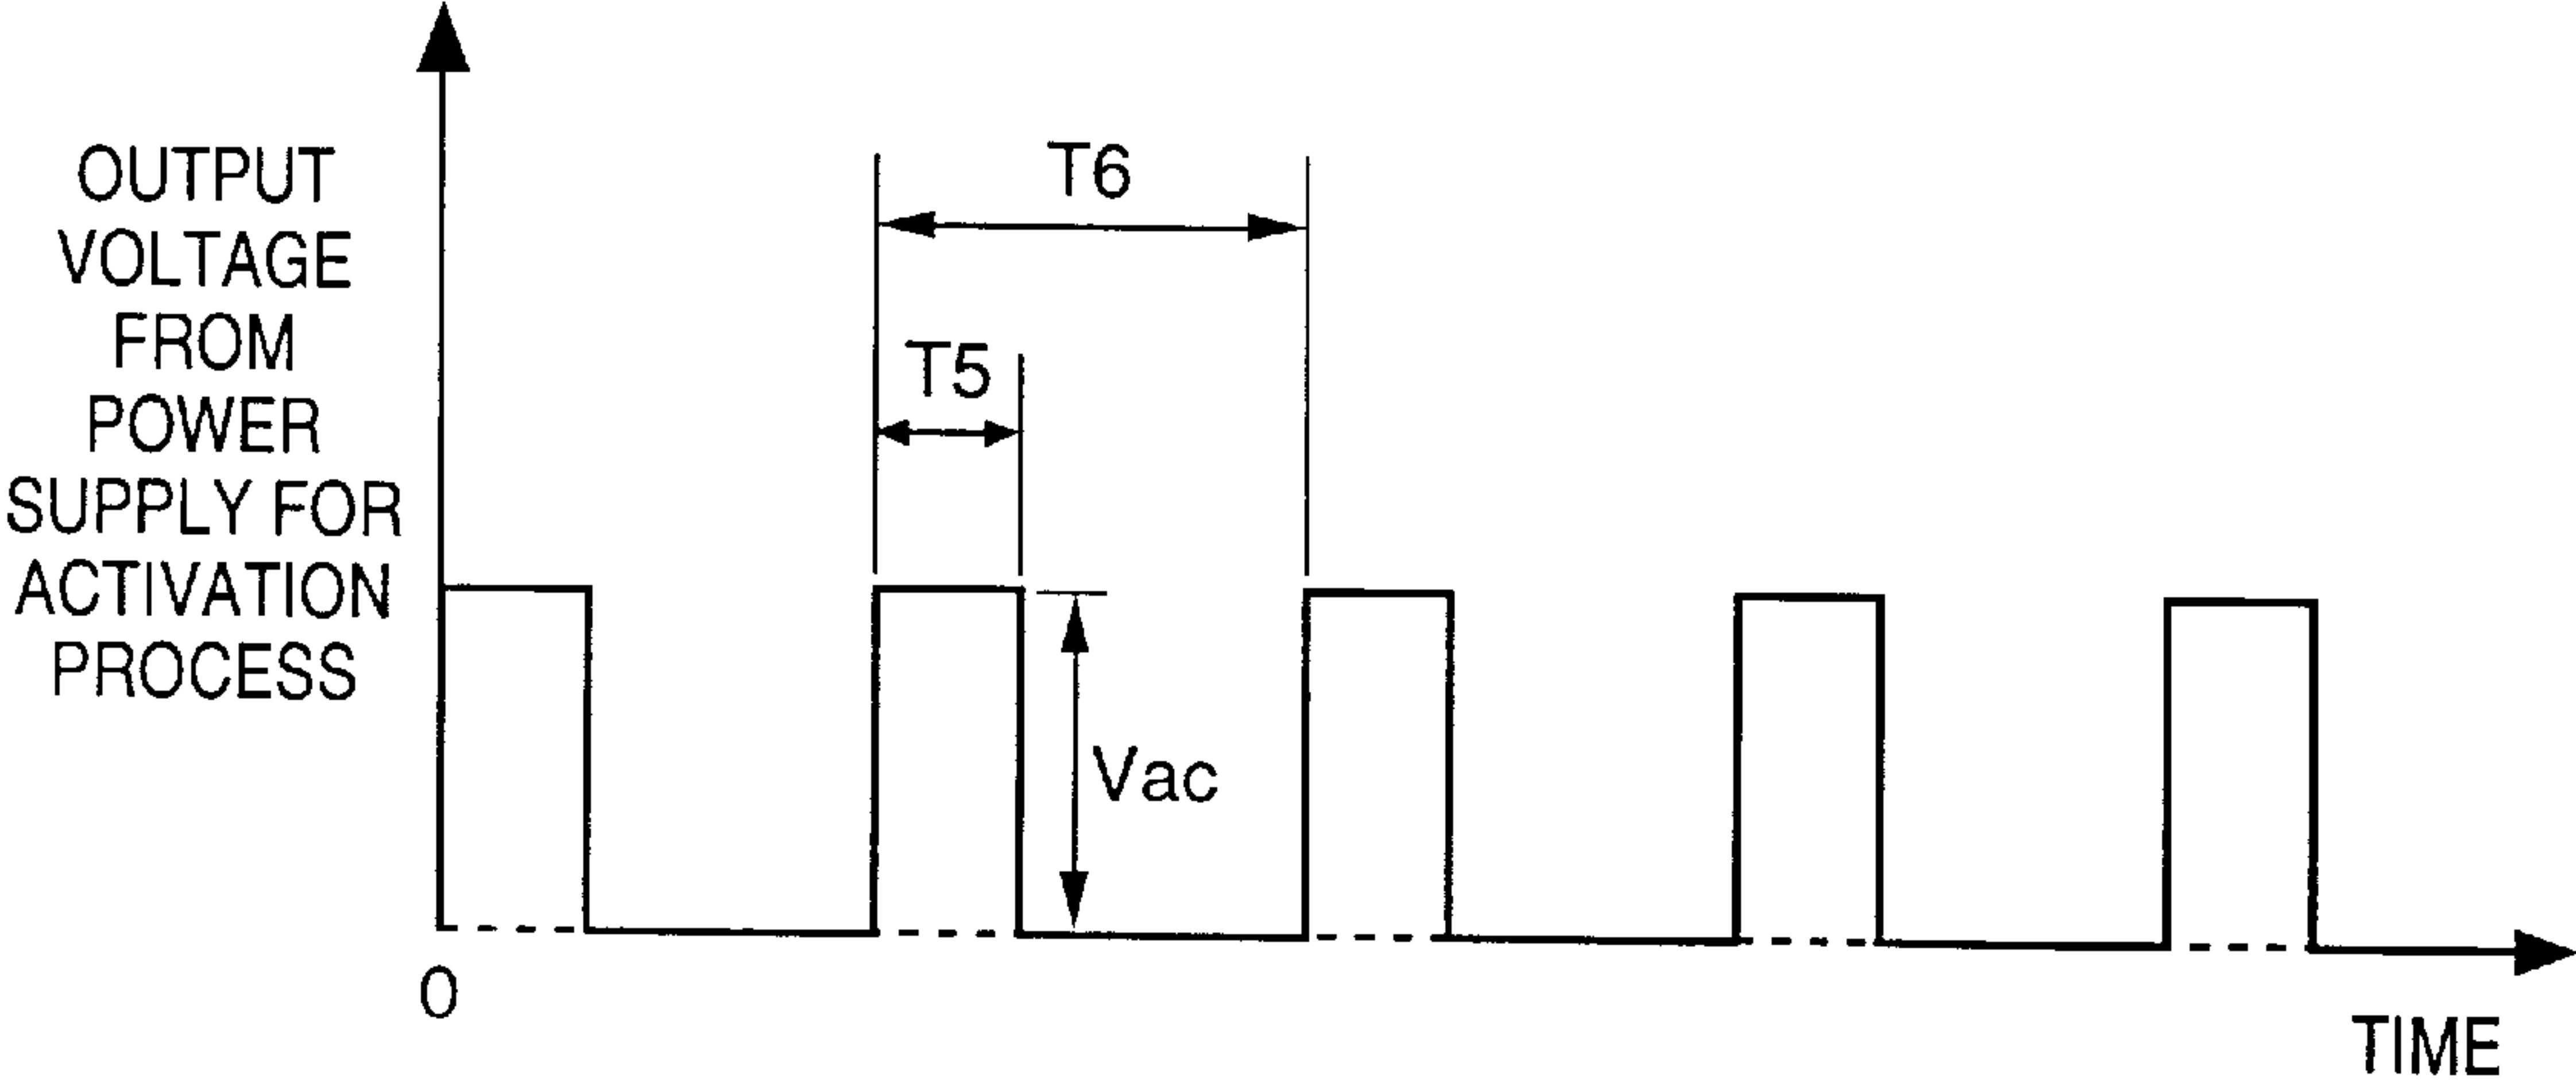 OUTPUT
VOLTAGE
FROM
POWER
SUPPLY FOR
ACTIVATION
PROCESS
T6
T5
Vac
0
TIME